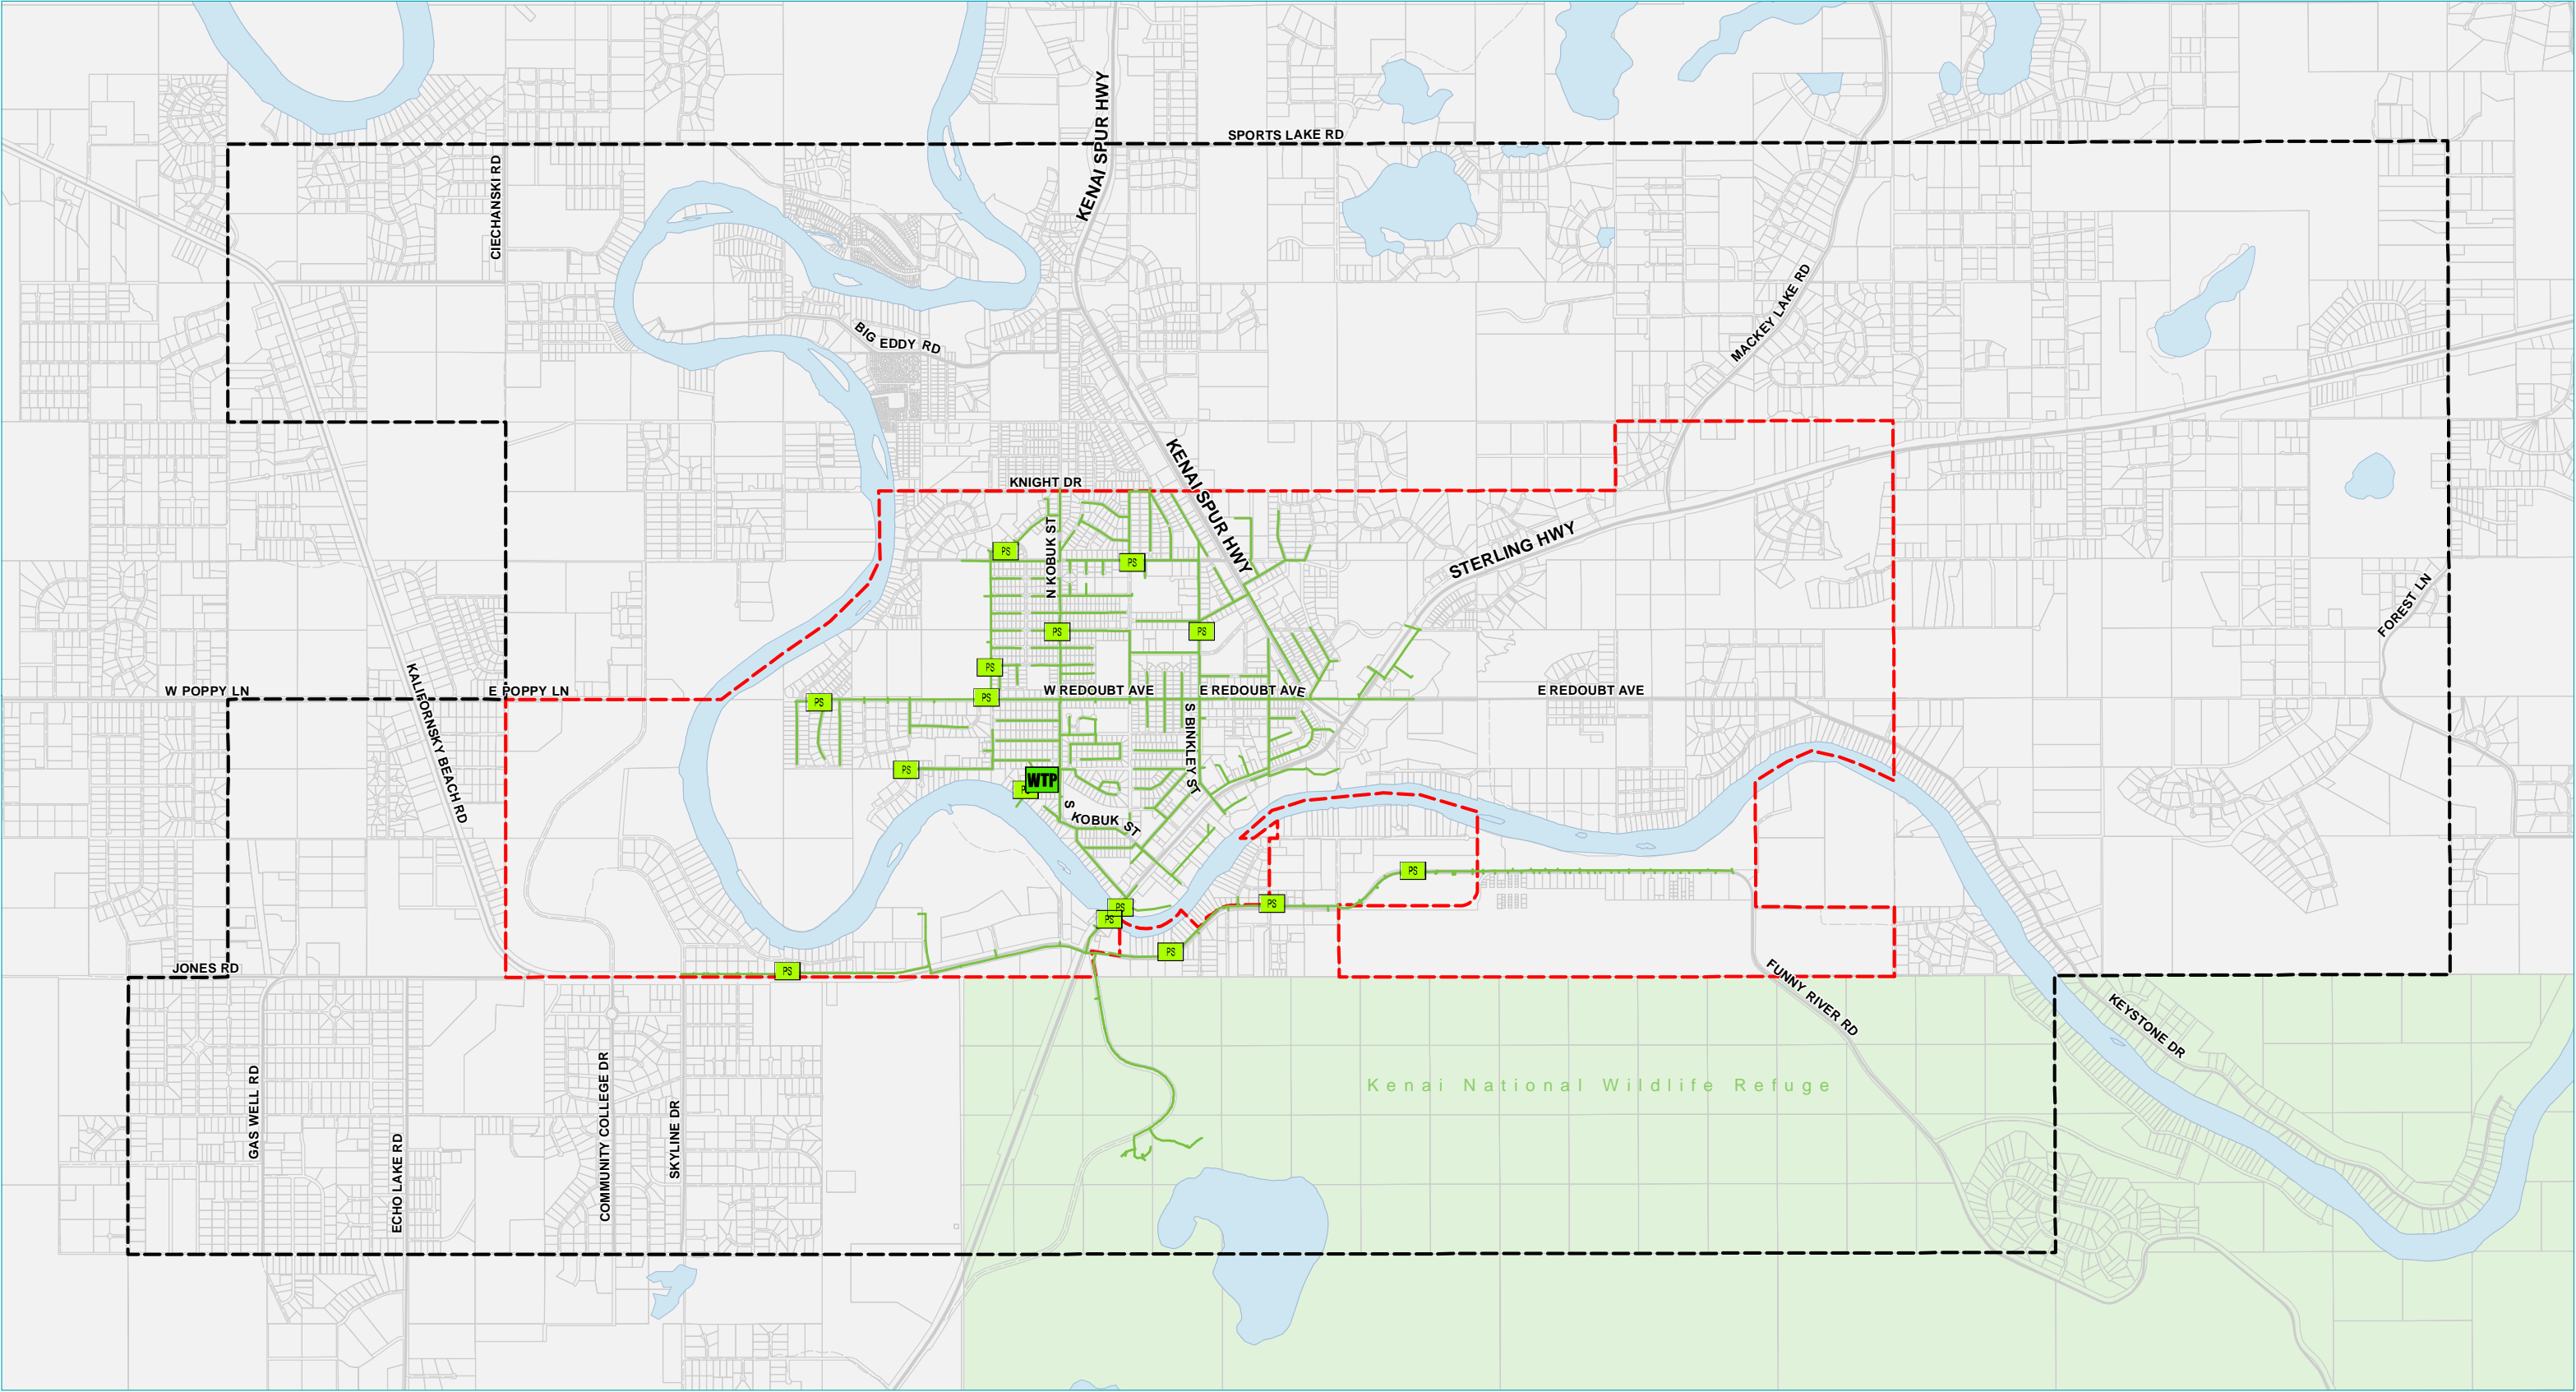 SPORTS LAKE RD
KENAI SPUR HWY
CIECHANSKI RD
MACKEY LAKE RD
BIG EDDY RD
KENAI SPUR HWY
KNIGHT DR
N KOBUK ST
STERLING HWY
PS
PS
FOREST LN
PS
PS
PS
W POPPY LN
E POPPY LN
KALIFORNSKY BEACH RD
PS
PS
W REDOUBT AVE
E REDOUBT AVE
E REDOUBT AVE
S BINKLEY ST
PS
WTP
PS
S KOBUK ST
PS
PS
PS
PS
PS
PS
JONES RD
FUNNY RIVER RD
KEYSTONE DR
GAS WELL RD
ECHO LAKE RD
COMMUNITY COLLEGE DR
SKYLINE DR
Kenai National Wildlife Refuge